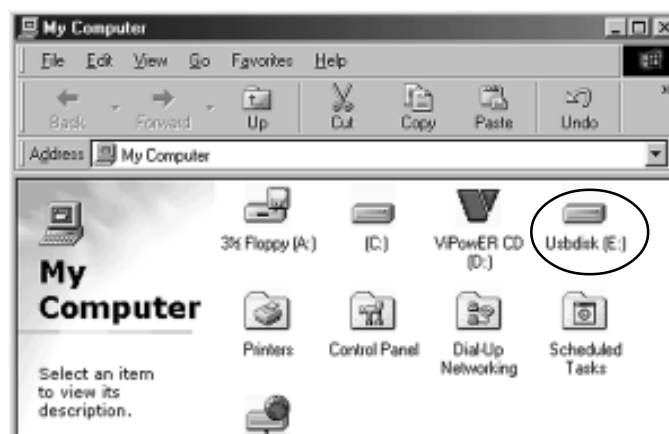 My Computer
File Edit View Go Favorites Help
Back Forward Up Cut Copy Paste Undo »
Address My Computer
3½ Floppy (A:) (C:) ViPowER CD (D:) Usbdisk (E:)
My Computer
Printers Control Panel Dial-Up Networking Scheduled Tasks
Select an item
to view its
description.